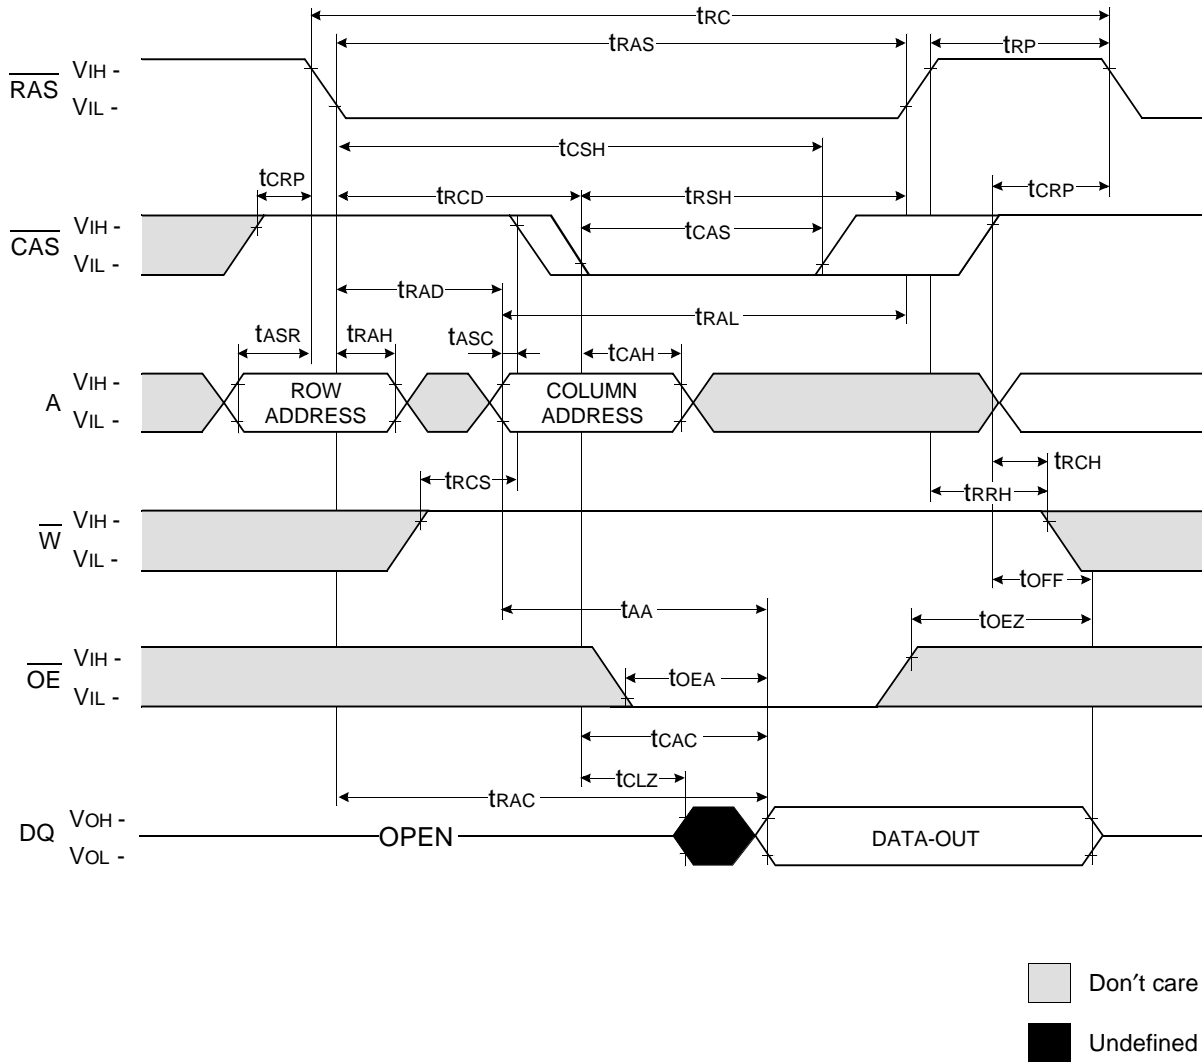 tRC
tRAS
tRP
RAS
VIH -
VIL -
tCSH
tCRP
tRCD
tRSH
tCRP
CAS
VIH -
VIL -
tCAS
tRAD
tRAL
tASR
tRAH
tASC
tCAH
A
VIH -
VIL -
ROW
ADDRESS
COLUMN
ADDRESS
tRCS
tRCH
tRRH
W
VIH -
VIL -
tOFF
tAA
tOEZ
OE
VIH -
VIL -
tOEA
tCAC
tCLZ
tRAC
DQ
VOH -
VOL -
OPEN
DATA-OUT
Don′t care
Undefined